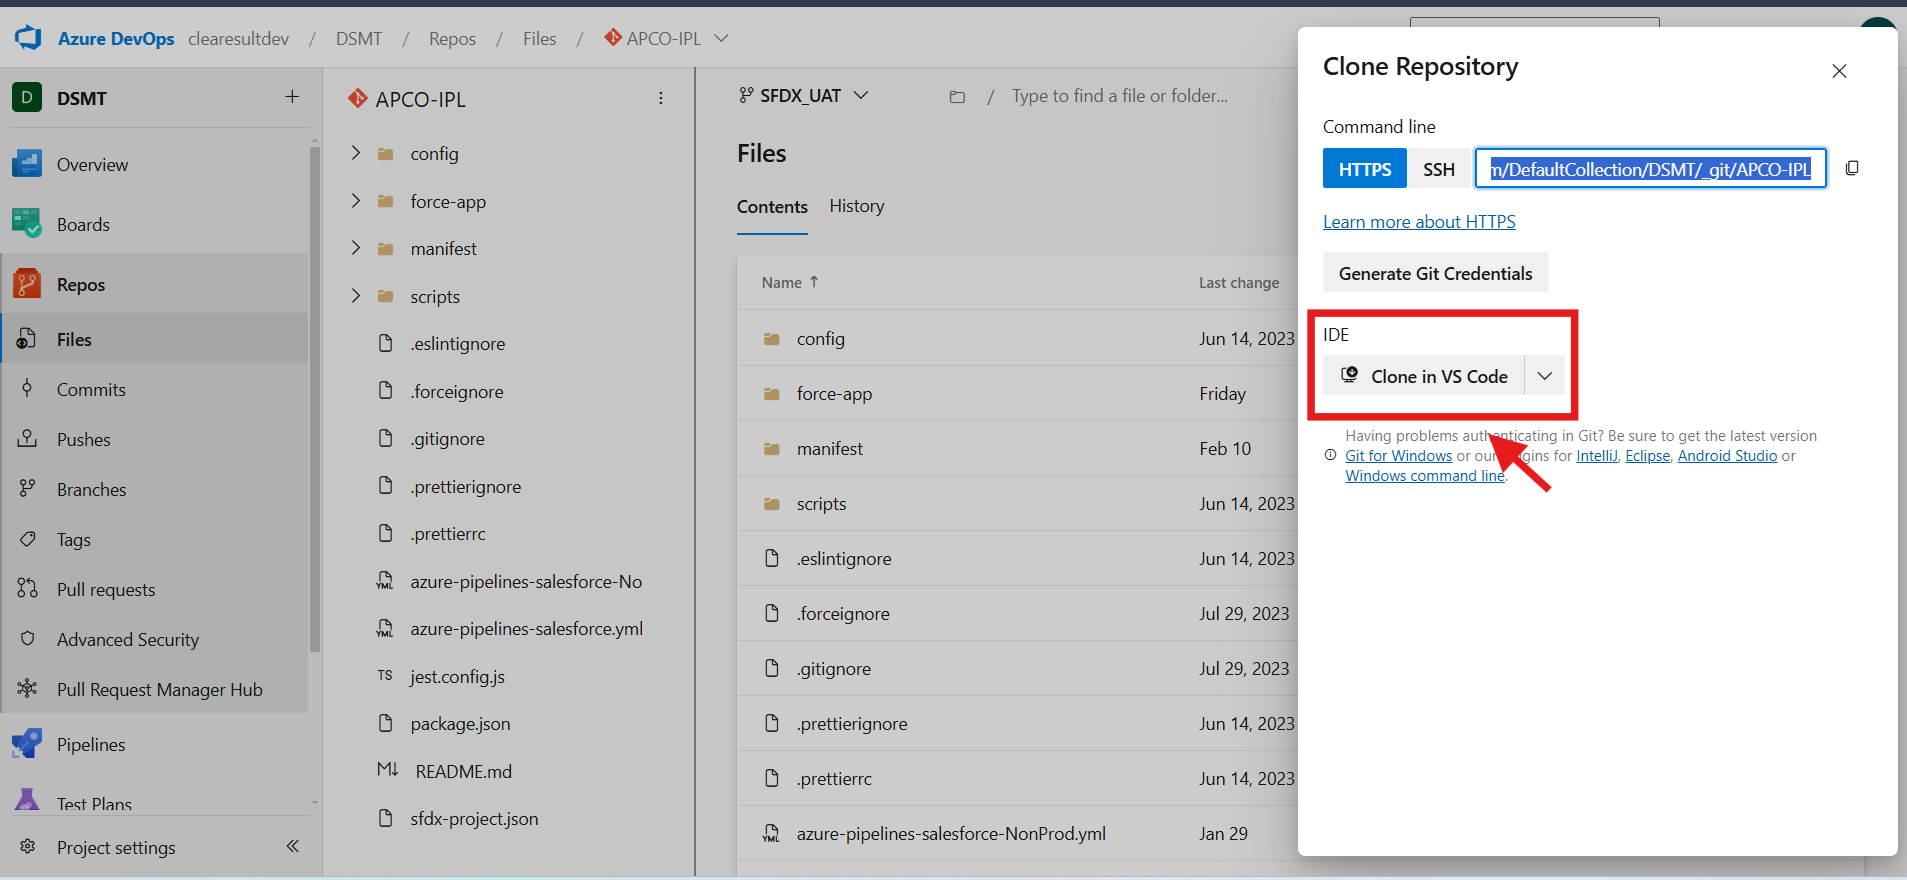 Azure DevOps clearesultdev / DSMT / Repos / Files / APCO-IPL
D DSMT +
Overview
Boards
Repos
Files
Commits
Pushes
Branches
Tags
Pull requests
Advanced Security
Pull Request Manager Hub
Pipelines
Test Plans
Project settings
APCO-IPL
config
force-app
manifest
scripts
.eslintignore
.forceignore
.gitignore
.prettierignore
.prettierrc
YML azure-pipelines-salesforce-No
YML azure-pipelines-salesforce.yml
TS jest.config.js
package.json
M↓ README.md
sfdx-project.json
SFDX_UAT / Type to find a file or folder...
Files
Contents History
Name ↑ Last change
config Jun 14, 2023
force-app Friday
manifest Feb 10
scripts Jun 14, 2023
.eslintignore Jun 14, 2023
.forceignore Jul 29, 2023
.gitignore Jul 29, 2023
.prettierignore Jun 14, 2023
.prettierrc Jun 14, 2023
YML azure-pipelines-salesforce-NonProd.yml Jan 29
Clone Repository
Command line
HTTPS SSH m/DefaultCollection/DSMT/_git/APCO-IPL
Learn more about HTTPS
Generate Git Credentials
IDE
Clone in VS Code
Having problems authenticating in Git? Be sure to get the latest version
Git for Windows or our plugins for IntelliJ, Eclipse, Android Studio or
Windows command line.